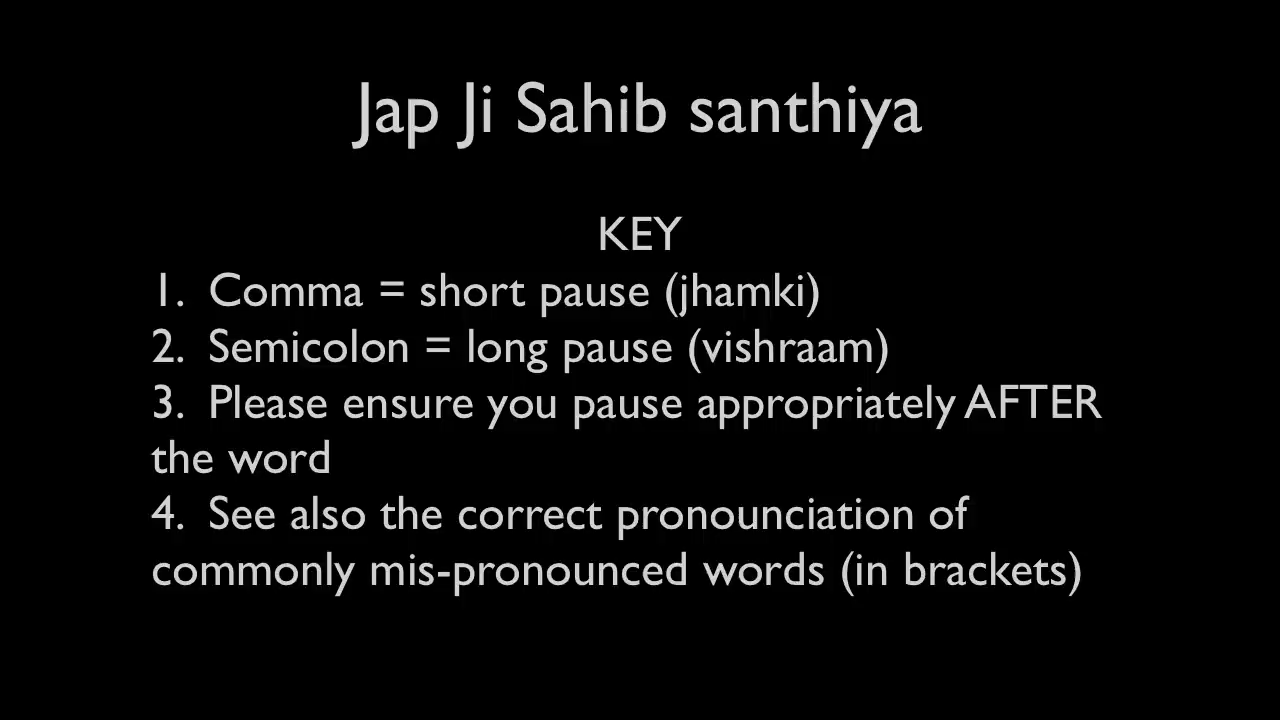 Jap Ji Sahib santhiya
KEY
1. Comma = short pause (jhamki)
2. Semicolon = long pause (vishraam)
3. Please ensure you pause appropriately AFTER
the word
4. See also the correct pronounciation of
commonly mis-pronounced words (in brackets)